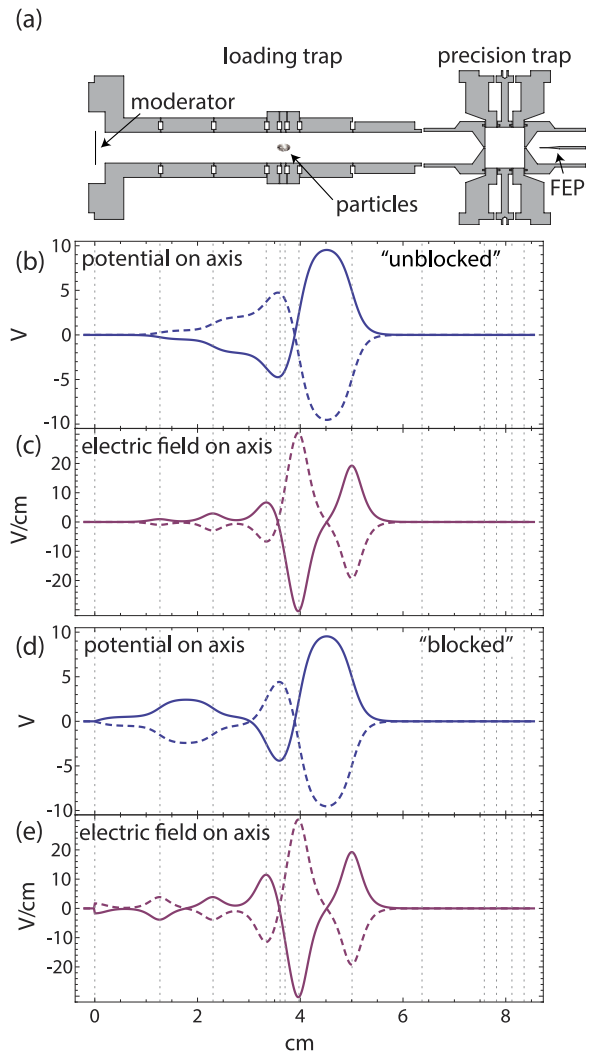 (a)
loading trap
precision trap
moderator
particles
FEP
(b)
potential on axis
"unblocked"
10
5
0
-5
-10
V
(c)
electric field on axis
20
10
0
-10
-20
V/cm
(d)
potential on axis
"blocked"
10
5
0
-5
-10
V
(e)
electric field on axis
20
10
0
-10
-20
V/cm
0 2 4 6 8
cm